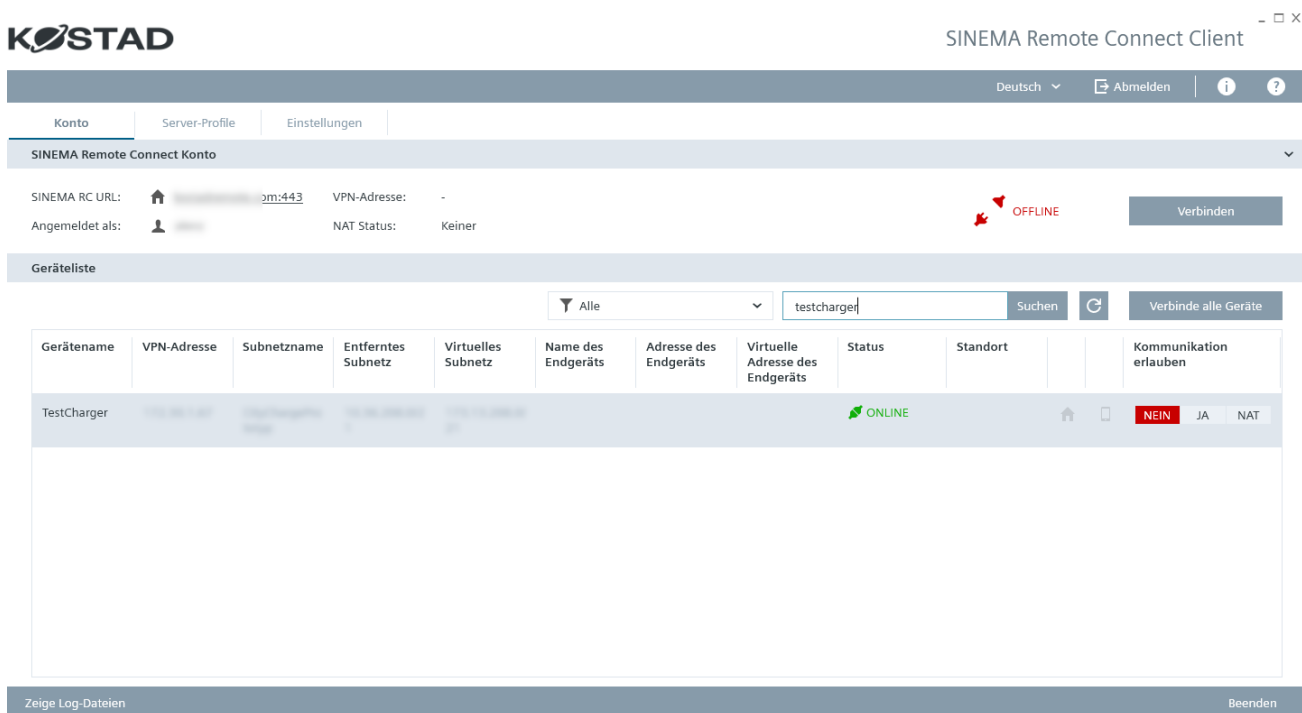 KOSTAD
SINEMA Remote Connect Client
Deutsch Abmelden
Konto Server-Profile Einstellungen
SINEMA Remote Connect Konto
SINEMA RC URL: om:443 VPN-Adresse: -
OFFLINE Verbinden
Angemeldet als: NAT Status: Keiner
Geräteliste
Alle testcharger Suchen Verbinde alle Geräte
Gerätename VPN-Adresse Subnetzname Entferntes Subnetz Virtuelles Subnetz Name des Endgeräts Adresse des Endgeräts Virtuelle Adresse des Endgeräts Status Standort Kommunikation erlauben
TestCharger ONLINE NEIN JA NAT
Zeige Log-Dateien Beenden